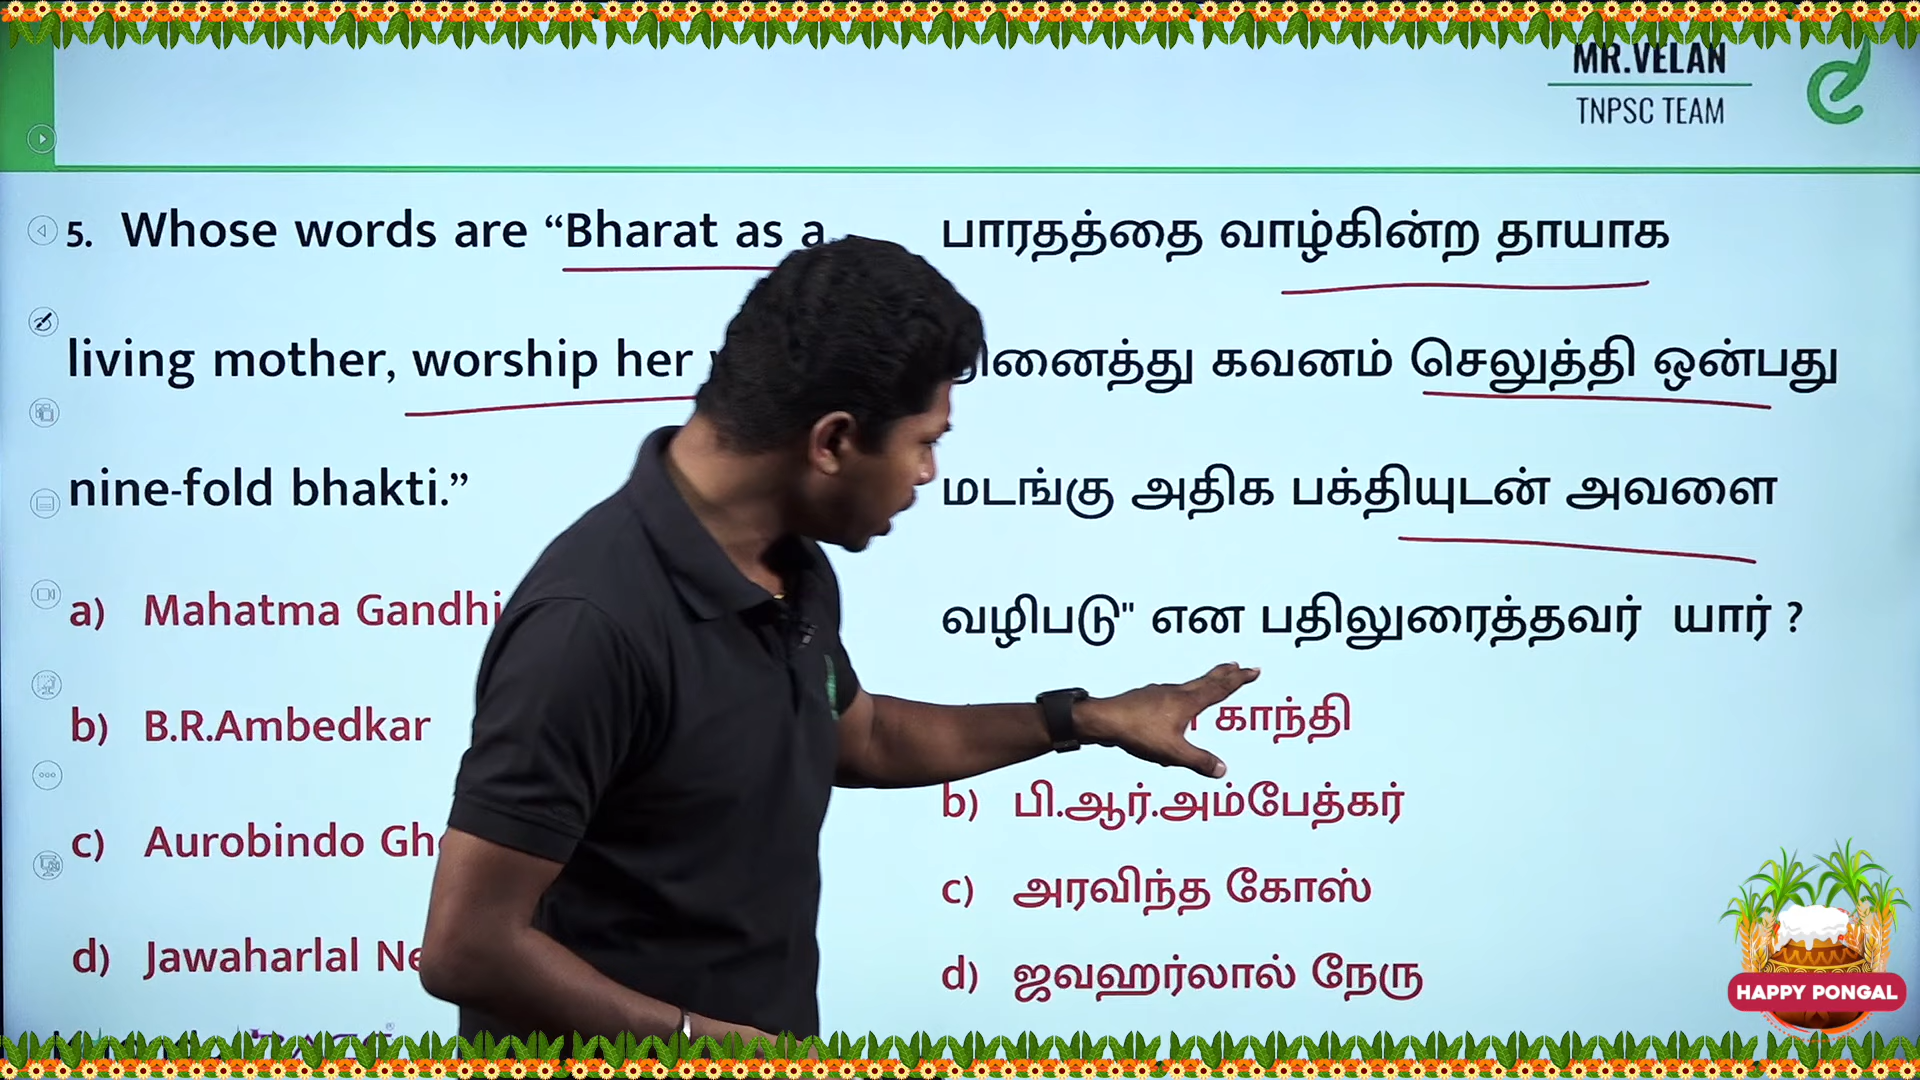 MR.VELAN
TNPSC TEAM
5. Whose words are “Bharat as a
living mother, worship her
nine-fold bhakti.”
a) Mahatma Gandhi
b) B.R.Ambedkar
c) Aurobindo
d) Jawaharlal
பாரதத்தை வாழ்கின்ற தாயாக
கவனம் செலுத்தி ஒன்பது
மடங்கு அதிக பக்தியுடன் அவளை
வழிபடு" என பதிலுரைத்தவர் யார் ?
காந்தி
b) பி.ஆர்.அம்பேத்கர்
c) அரவிந்த கோஸ்
d) ஜவஹர்லால் நேரு
HAPPY PONGAL